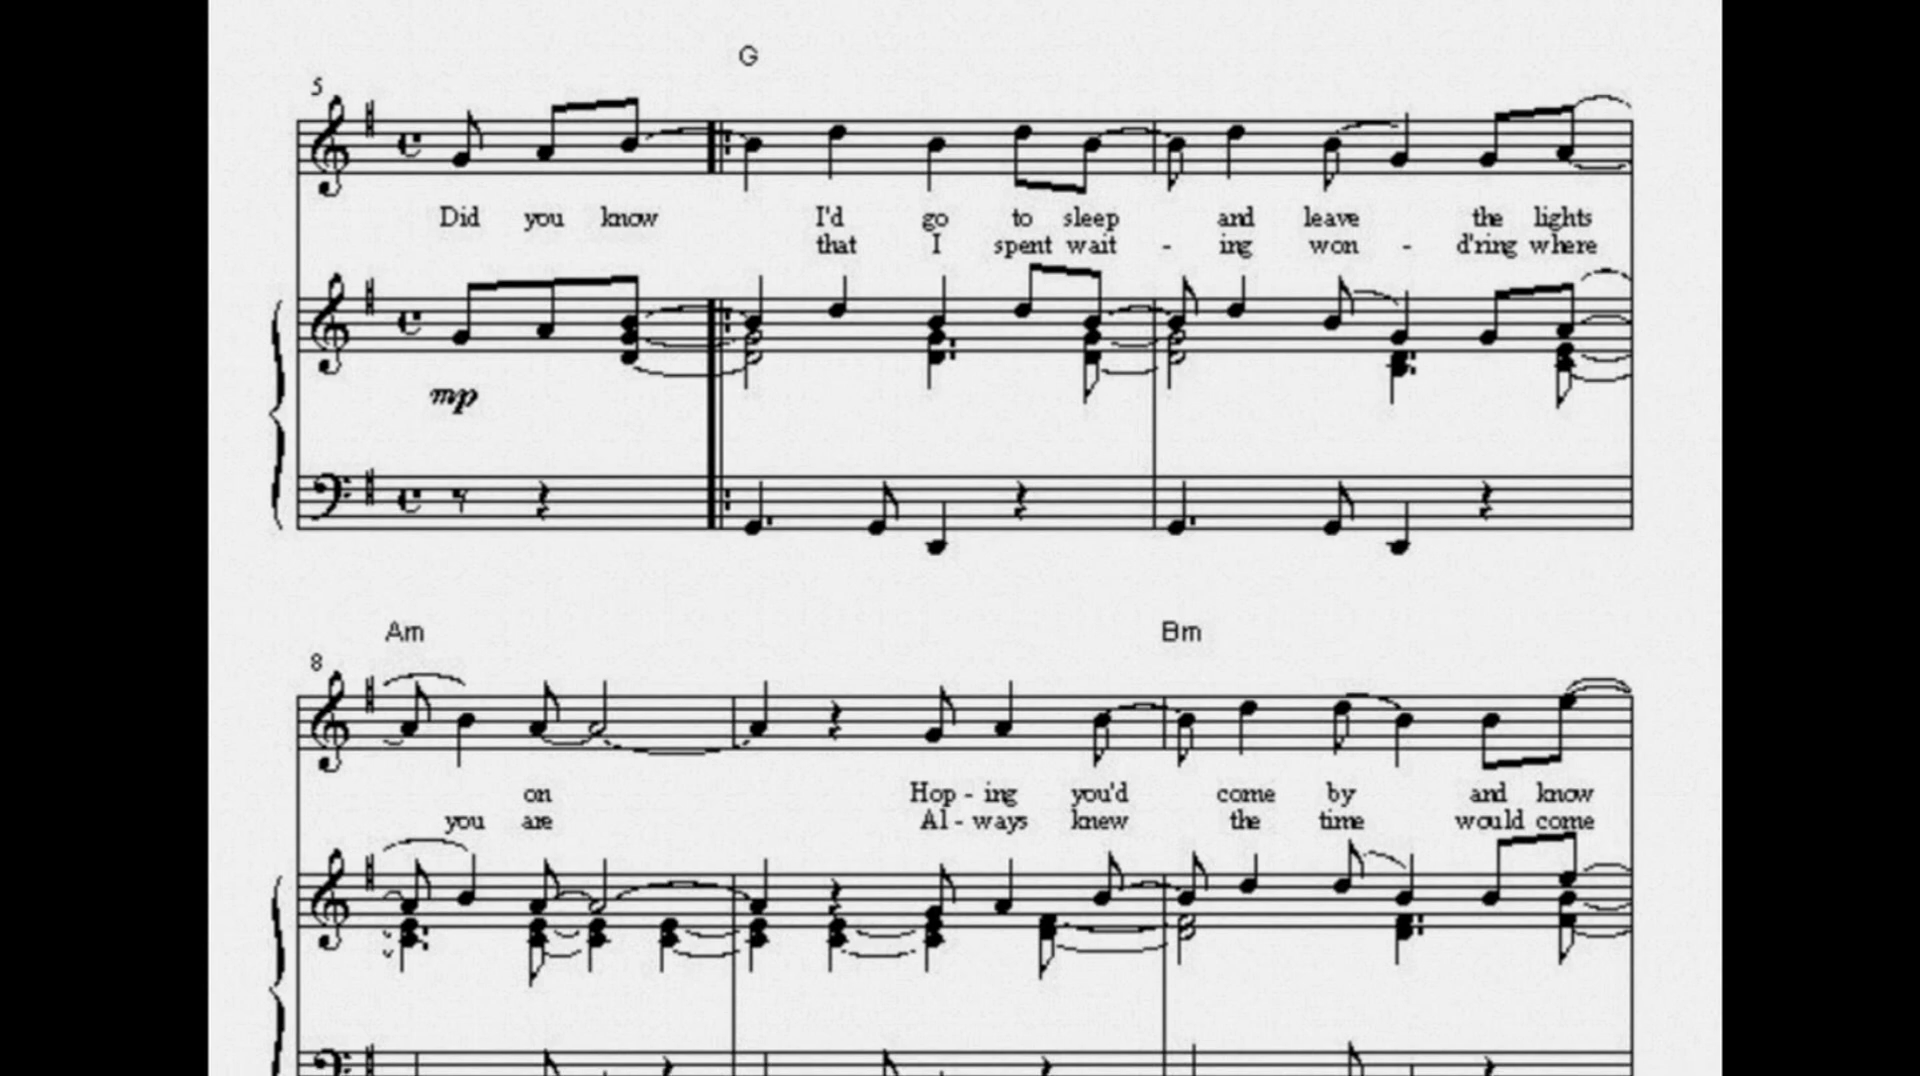 G
5
Did you know I'd go to sleep and leave the lights
that I spent wait - ing won - d'ring where
mp
Am Bm
8
on Hop - ing you'd come by and know
you are Al - ways knew the time would come